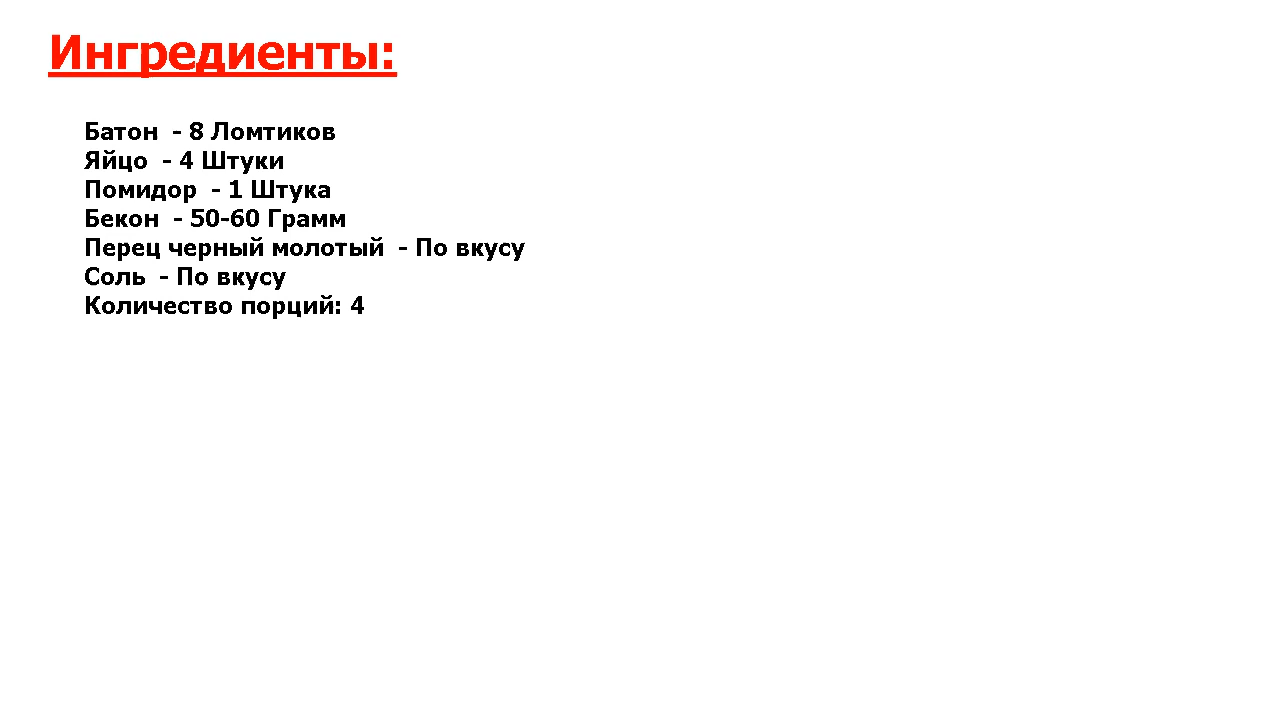 Ингредиенты:
Батон  - 8 Ломтиков
Яйцо  - 4 Штуки
Помидор  - 1 Штука
Бекон  - 50-60 Грамм
Перец черный молотый  - По вкусу
Соль  - По вкусу
Количество порций: 4